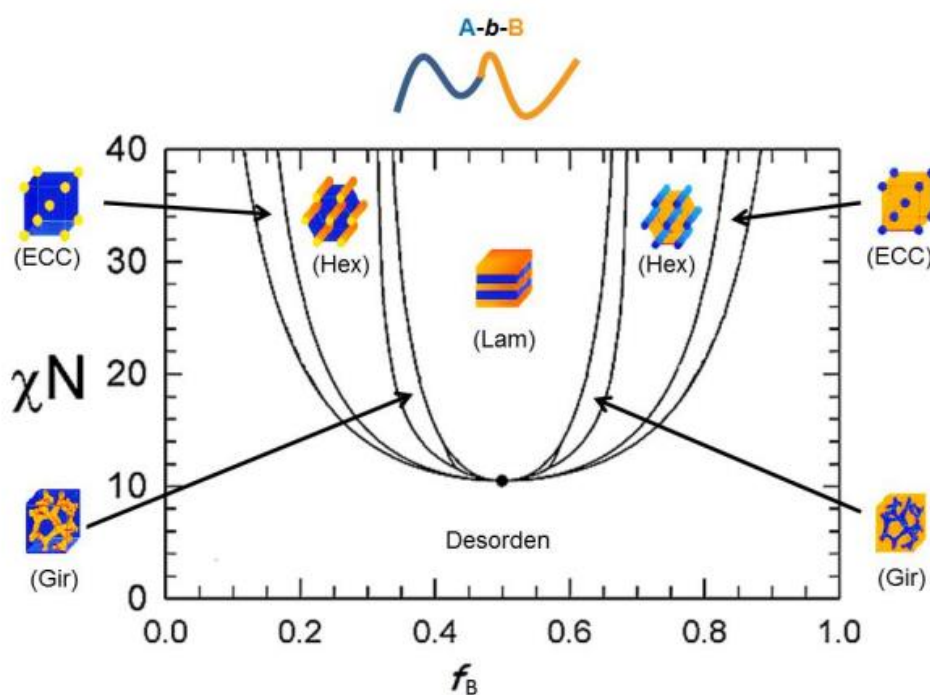 A-b-B
40
30
20
10
0
χN
(ECC)
(Hex)
(Lam)
(Hex)
(ECC)
(Gir)
Desorden
(Gir)
0.0 0.2 0.4 0.6 0.8 1.0
fB